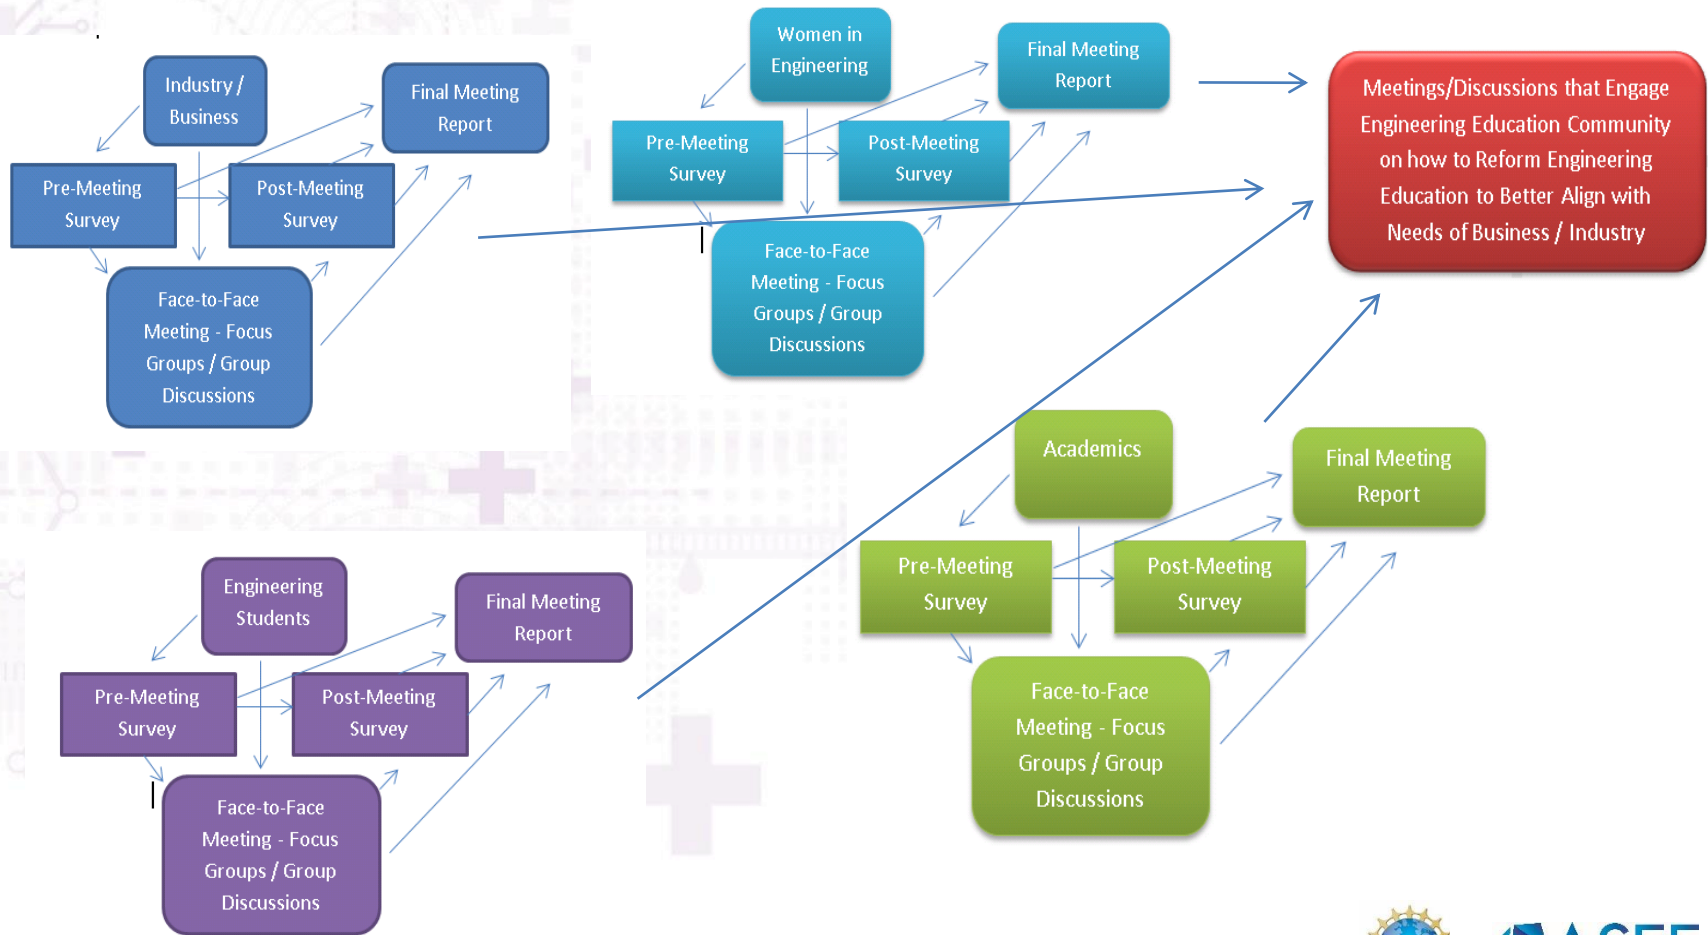 Industry /
Business
Final Meeting
Report
Pre-Meeting
Survey
Post-Meeting
Survey
Face-to-Face
Meeting - Focus
Groups / Group
Discussions
Women in
Engineering
Final Meeting
Report
Pre-Meeting
Survey
Post-Meeting
Survey
Face-to-Face
Meeting - Focus
Groups / Group
Discussions
Meetings/Discussions that Engage
Engineering Education Community
on how to Reform Engineering
Education to Better Align with
Needs of Business / Industry
Engineering
Students
Final Meeting
Report
Pre-Meeting
Survey
Post-Meeting
Survey
Face-to-Face
Meeting - Focus
Groups / Group
Discussions
Academics
Final Meeting
Report
Pre-Meeting
Survey
Post-Meeting
Survey
Face-to-Face
Meeting - Focus
Groups / Group
Discussions
ASEE